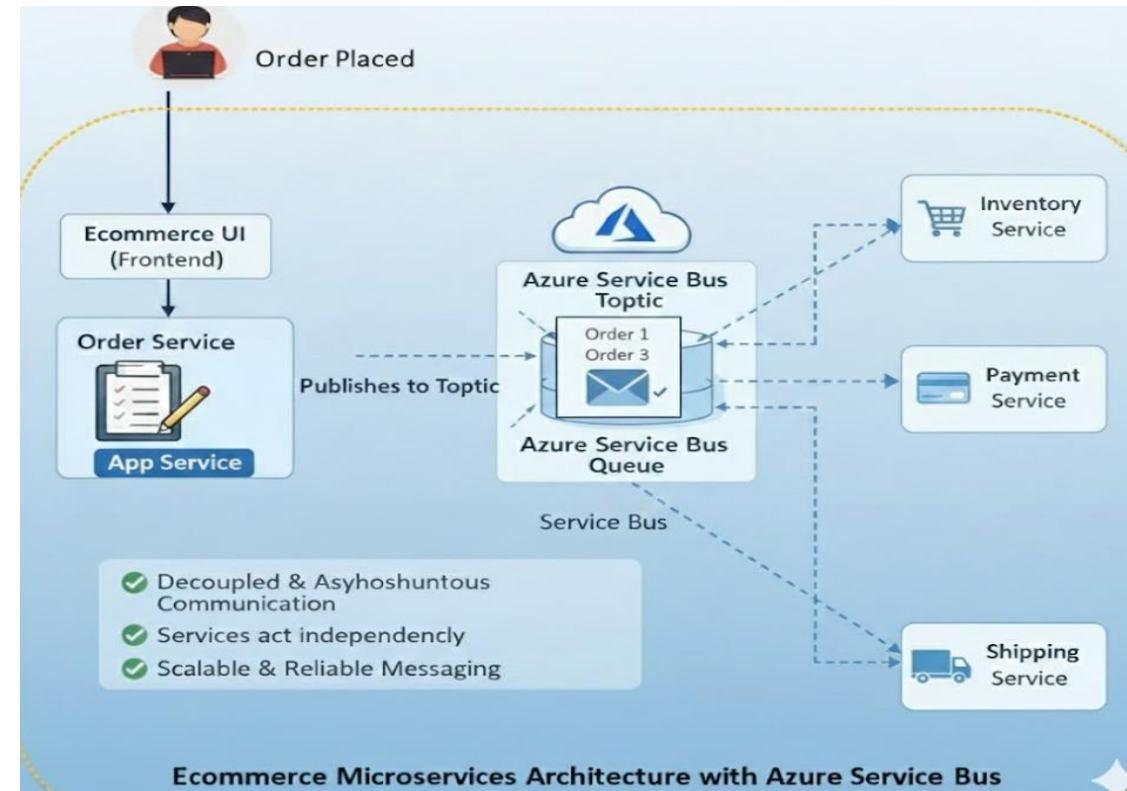 Order Placed
Ecommerce UI
(Frontend)
Order Service
App Service
Publishes to Toptic
Azure Service Bus
Toptic
Order 1
Order 3
Azure Service Bus
Queue
Service Bus
Inventory
Service
Payment
Service
Shipping
Service
Decoupled & Asyhoshuntous
Communication
Services act independencly
Scalable & Reliable Messaging
Ecommerce Microservices Architecture with Azure Service Bus